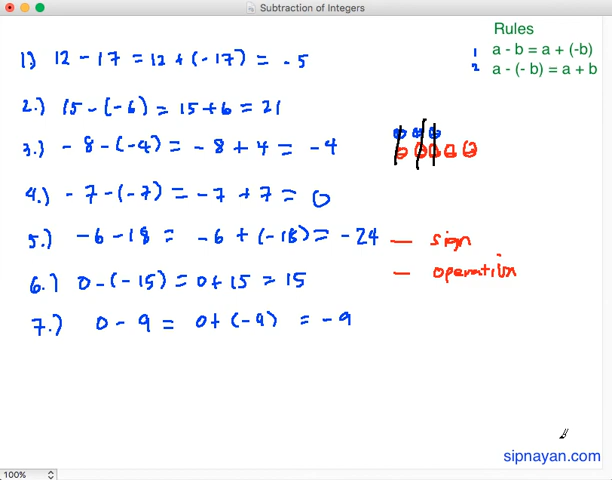 Subtraction of Integers
Rules
1 a - b = a + (-b)
2 a - (- b) = a + b
1.) 12 - 17 = 12 + (- 17) = - 5
2.) 15 - (- 6) = 15 + 6 = 21
3.) - 8 - (- 4) = - 8 + 4 = - 4
4.) - 7 - (- 7) = - 7 + 7 = 0
5.) - 6 - 18 = - 6 + (- 18) = - 24
— sign
— operation
6.) 0 - (- 15) = 0 + 15 = 15
7.) 0 - 9 = 0 + (- 9) = - 9
sipnayan.com
100%